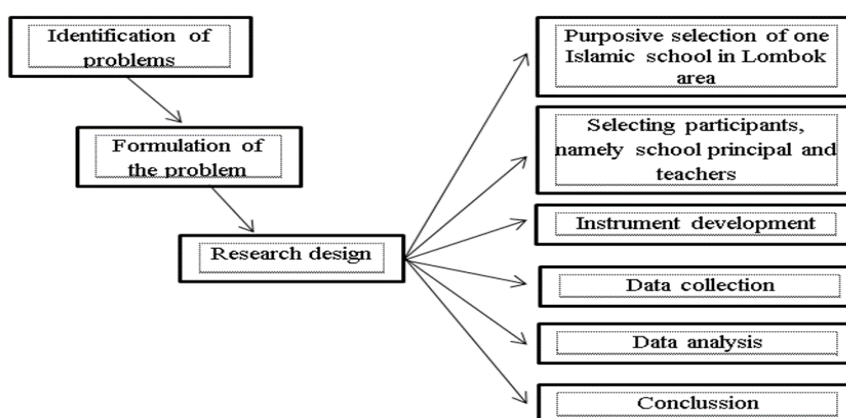 Identification of
problems
Formulation of
the problem
Research design
Purposive selection of one
Islamic school in Lombok
area
Selecting participants,
namely school principal and
teachers
Instrument development
Data collection
Data analysis
Conclussion